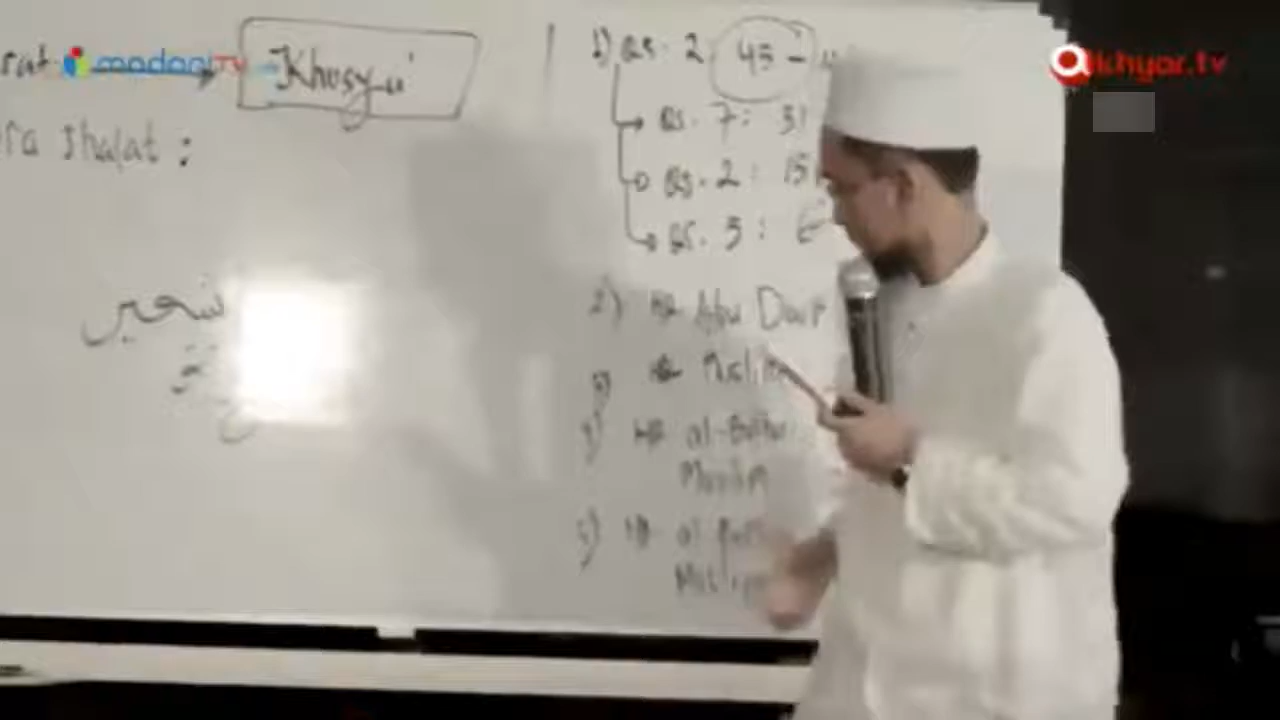 rat
madaniTV
Khusyu'
akhyar.tv
ra shalat :
1) QS. 2: 45 -
QS. 7: 31
QS. 2: 15
QS. 5: 6
2) HR Abu Daud
3) HR Muslim
4) HR al-Bukhar
Muslim
5) HR al
Muslim